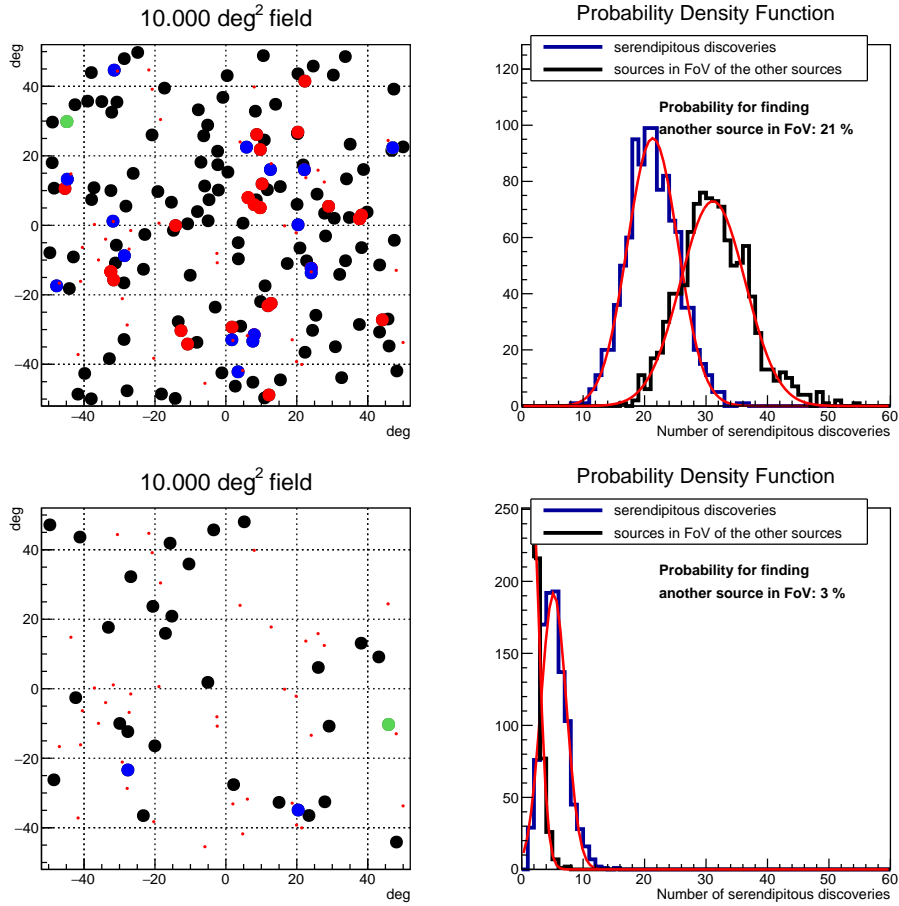 10.000 deg² field
deg
40
20
0
−20
−40
−40 −20 0 20 40
deg
Probability Density Function
serendipitous discoveries
sources in FoV of the other sources
Probability for finding
another source in FoV: 21 %
120
100
80
60
40
20
0
0 10 20 30 40 50 60
Number of serendipitous discoveries
10.000 deg² field
deg
40
20
0
−20
−40
−40 −20 0 20 40
deg
Probability Density Function
serendipitous discoveries
sources in FoV of the other sources
Probability for finding
another source in FoV: 3 %
250
200
150
100
50
0
0 10 20 30 40 50 60
Number of serendipitous discoveries